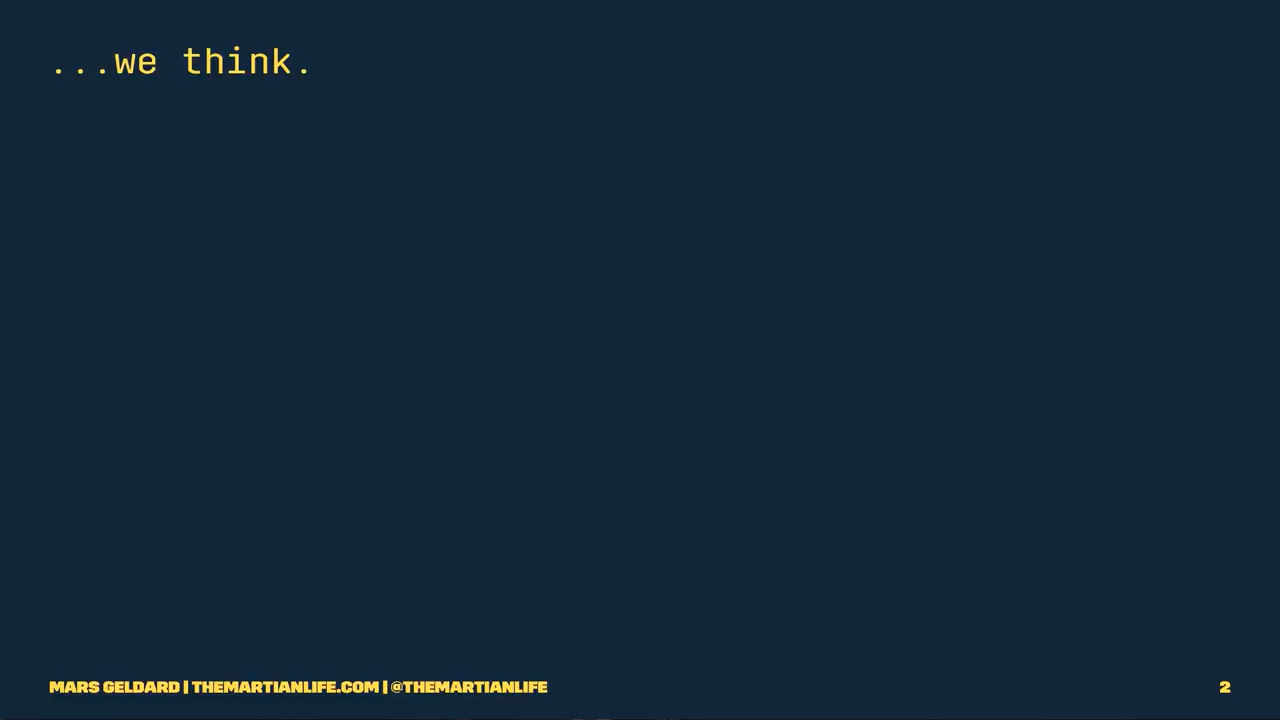 ...we think.
MARS GELDARD | THEMARTIANLIFE.COM | @THEMARTIANLIFE
2